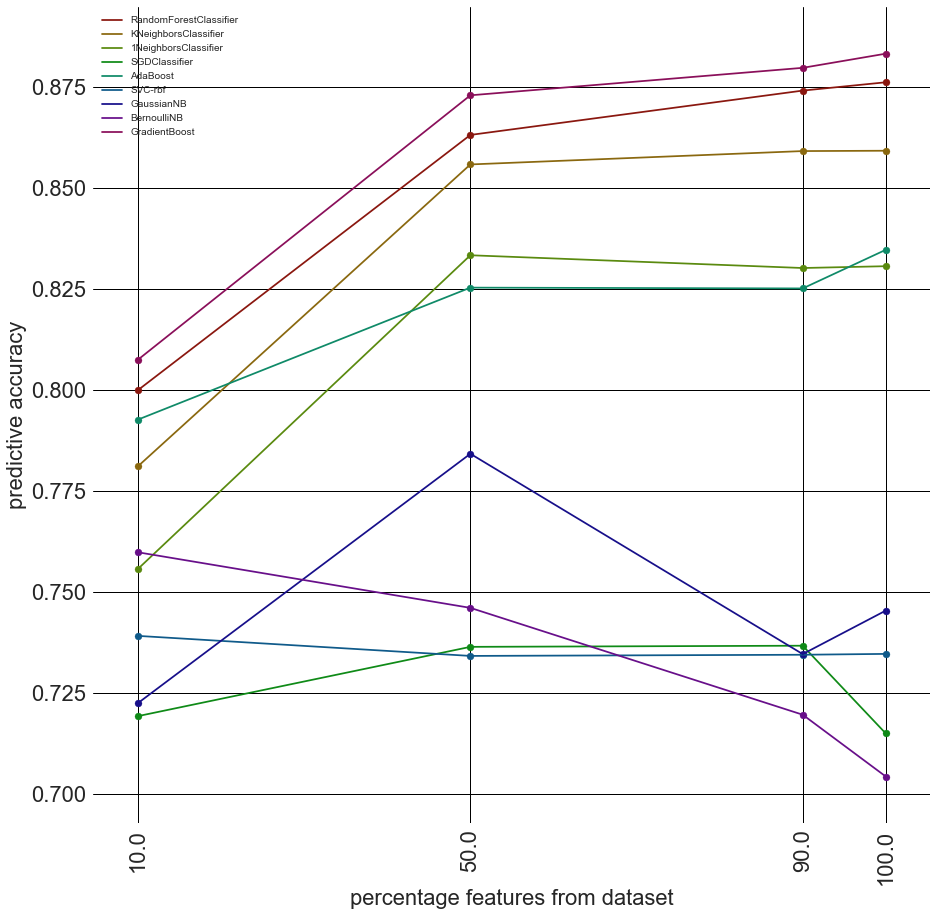 RandomForestClassifier
KNeighborsClassifier
1NeighborsClassifier
SGDClassifier
AdaBoost
SVC-rbf
GaussianNB
BernoulliNB
GradientBoost
0.875
0.850
0.825
0.800
0.775
0.750
0.725
0.700
predictive accuracy
10.0
50.0
90.0
100.0
percentage features from dataset